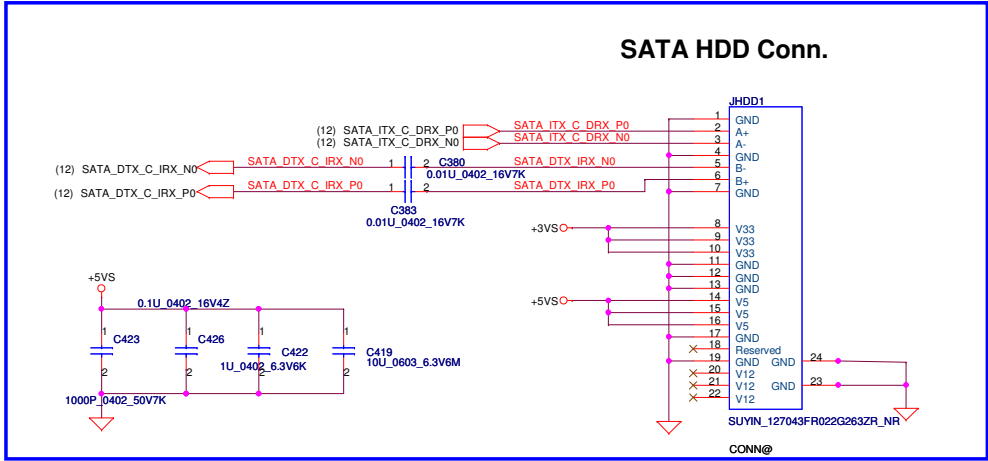 SATA HDD Conn.
JHDD1
(12) SATA_ITX_C_DRX_P0 SATA_ITX_C_DRX_P0
(12) SATA_ITX_C_DRX_N0 SATA_ITX_C_DRX_N0
(12) SATA_DTX_C_IRX_N0 SATA_DTX_C_IRX_N0 1 2 C380 SATA_DTX_IRX_N0
0.01U_0402_16V7K
(12) SATA_DTX_C_IRX_P0 SATA_DTX_C_IRX_P0 1 2 SATA_DTX_IRX_P0
C383
0.01U_0402_16V7K
1 GND
2 A+
3 A-
4 GND
5 B-
6 B+
7 GND
+3VS 8 V33
9 V33
10 V33
11 GND
12 GND
13 GND
+5VS 14 V5
15 V5
16 V5
17 GND
18 Reserved
19 GND GND 24
20 V12
21 V12 GND 23
22 V12
SUYIN_127043FR022G263ZR_NR
CONN@
+5VS
0.1U_0402_16V4Z
1 1 1 1
C423 C426 C422 C419
1U_0402_6.3V6K 10U_0603_6.3V6M
2 2 2 2
1000P_0402_50V7K